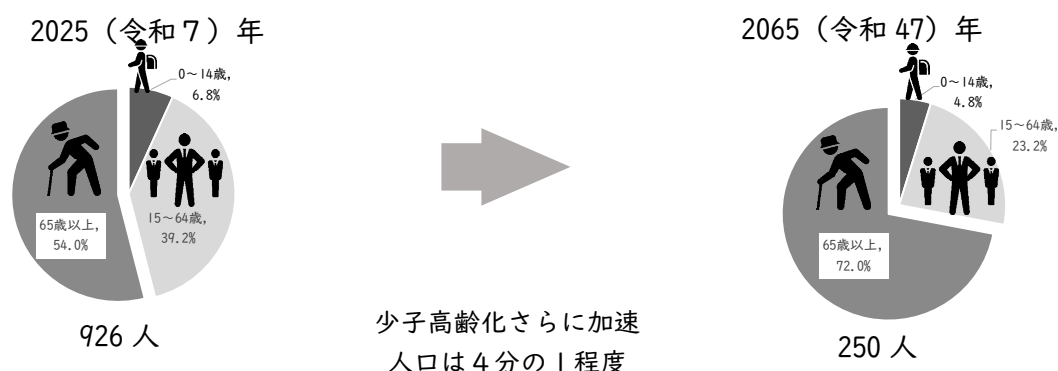 2025（令和７）年
0～14歳,
6.8%
15～64歳,
39.2%
65歳以上,
54.0%
926 人
少子高齢化さらに加速
人口は４分の１程度
2065（令和 47）年
0～14歳,
4.8%
15～64歳,
23.2%
65歳以上,
72.0%
250 人